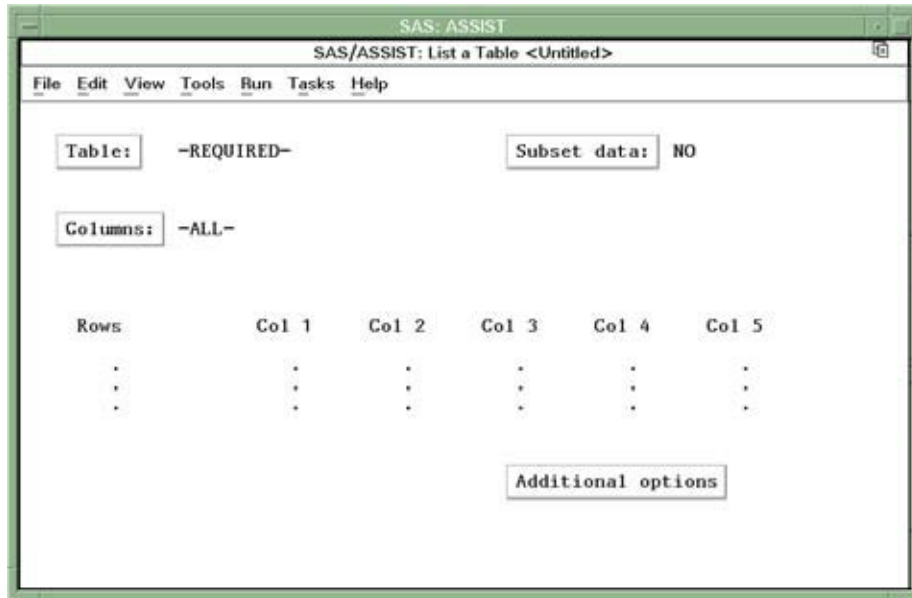 SAS: ASSIST
SAS/ASSIST: List a Table <Untitled>
File Edit View Tools Run Tasks Help
Table: -REQUIRED- Subset data: NO
Columns: -ALL-
Rows Col 1 Col 2 Col 3 Col 4 Col 5
. . . . . .
. . . . . .
. . . . . .
Additional options